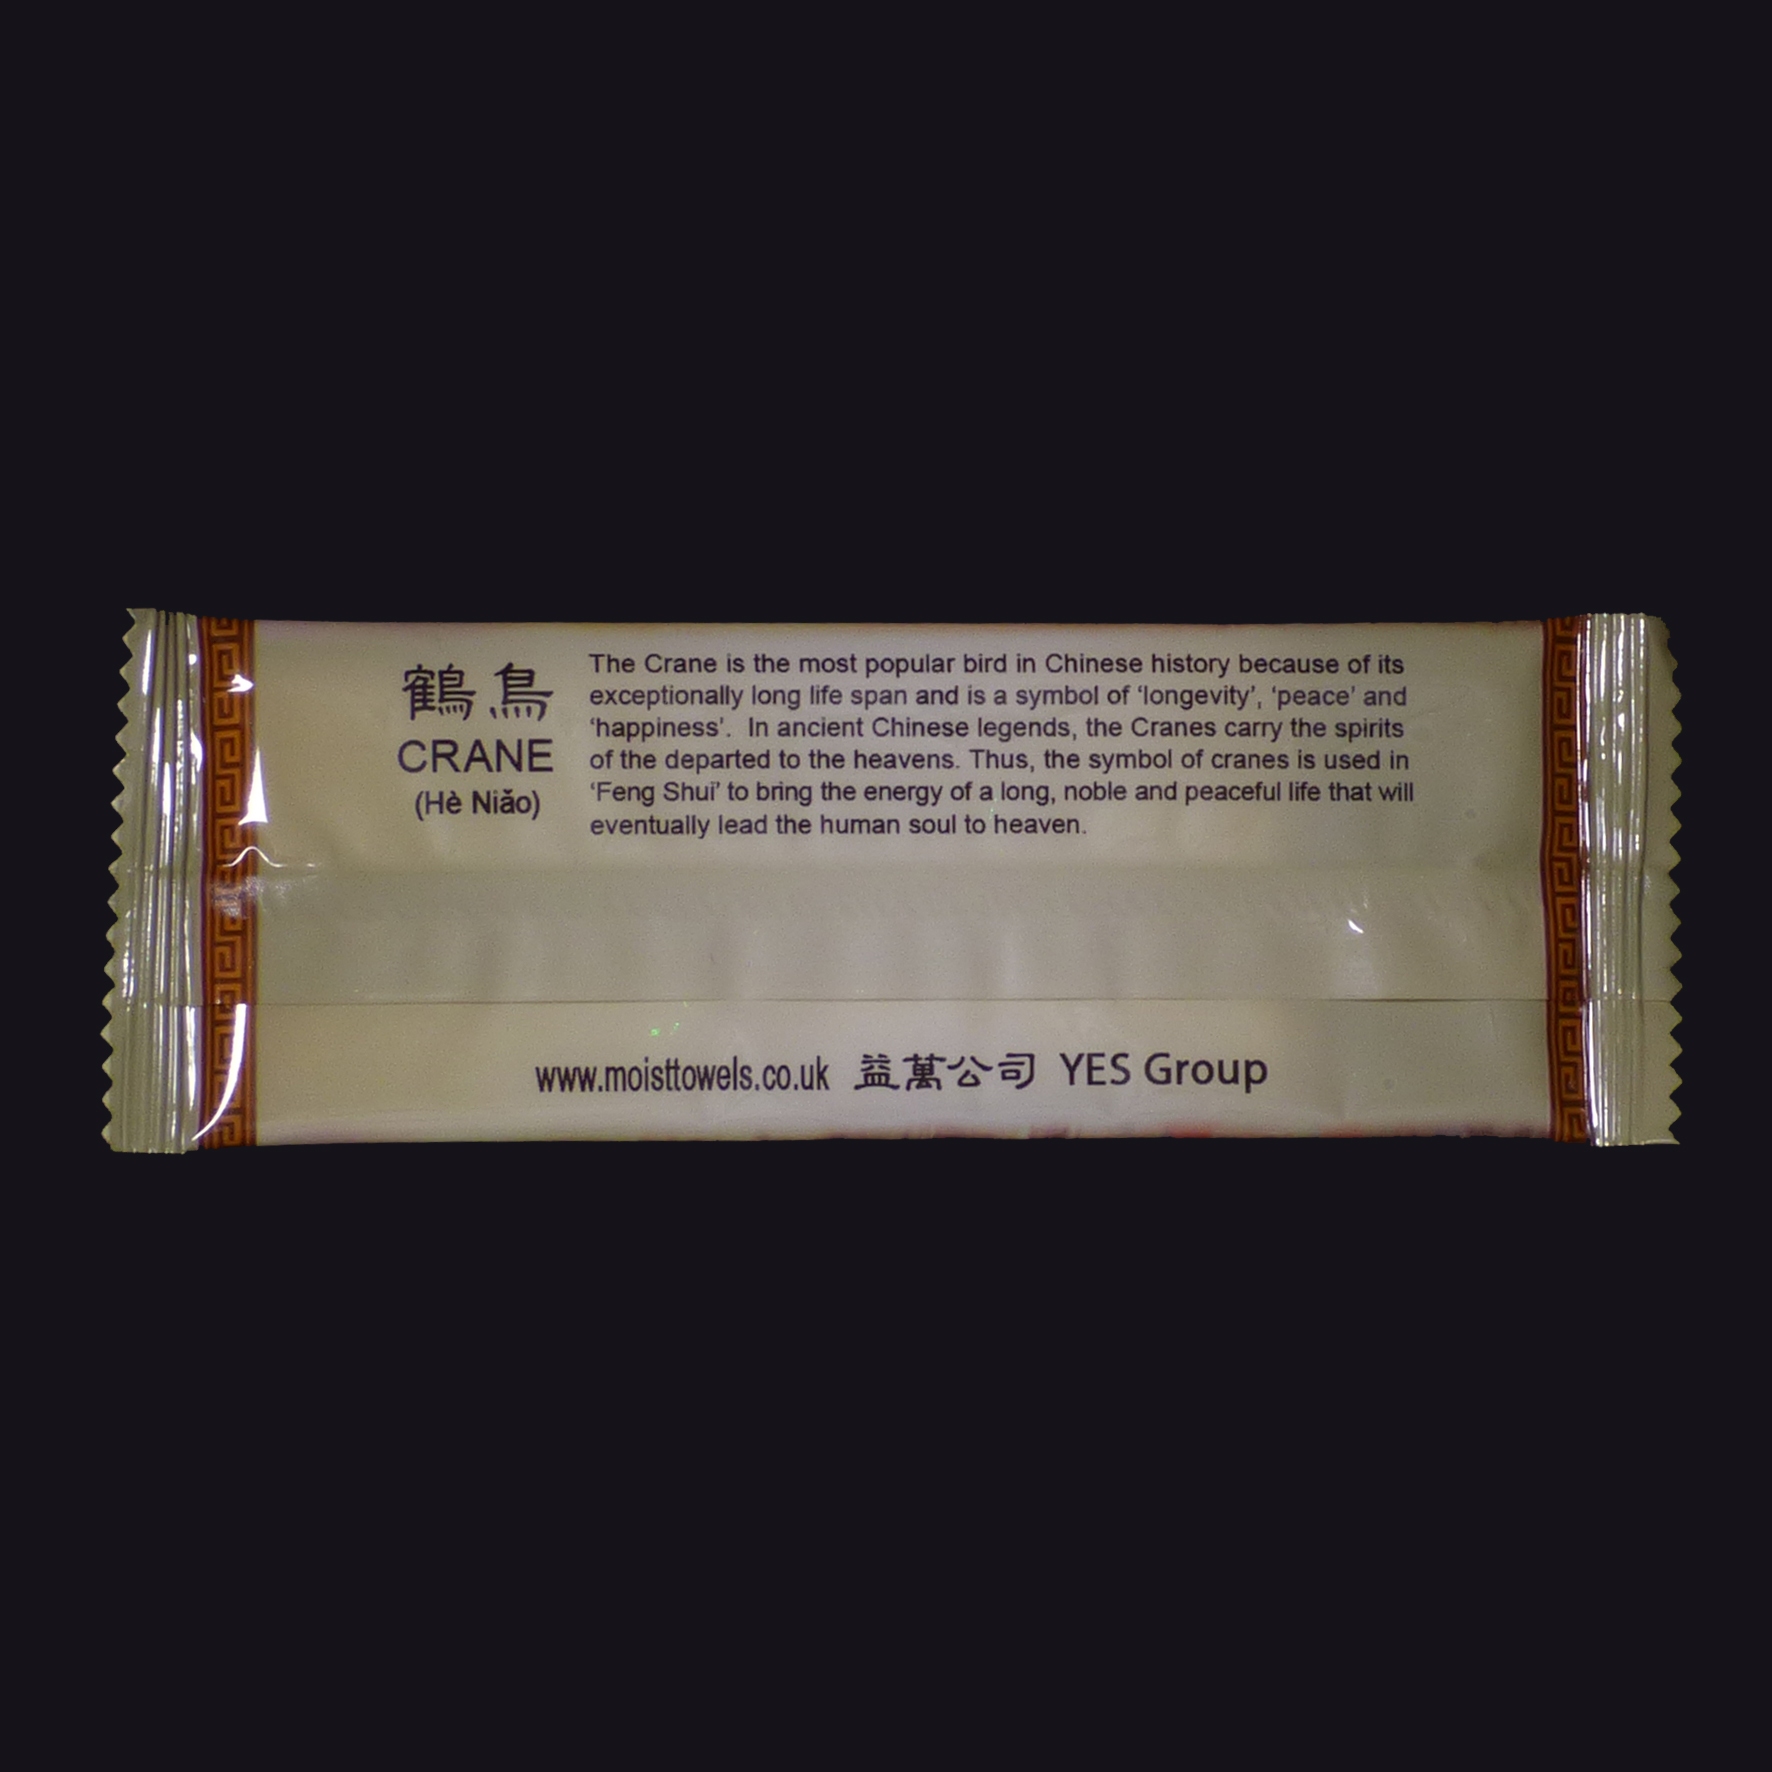 鶴鳥
CRANE
(Hè Niǎo)
The Crane is the most popular bird in Chinese history because of its
exceptionally long life span and is a symbol of ‘longevity’, ‘peace’ and
‘happiness’.  In ancient Chinese legends, the Cranes carry the spirits
of the departed to the heavens. Thus, the symbol of cranes is used in
‘Feng Shui’ to bring the energy of a long, noble and peaceful life that will
eventually lead the human soul to heaven.
www.moisttowels.co.uk 益萬公司 YES Group